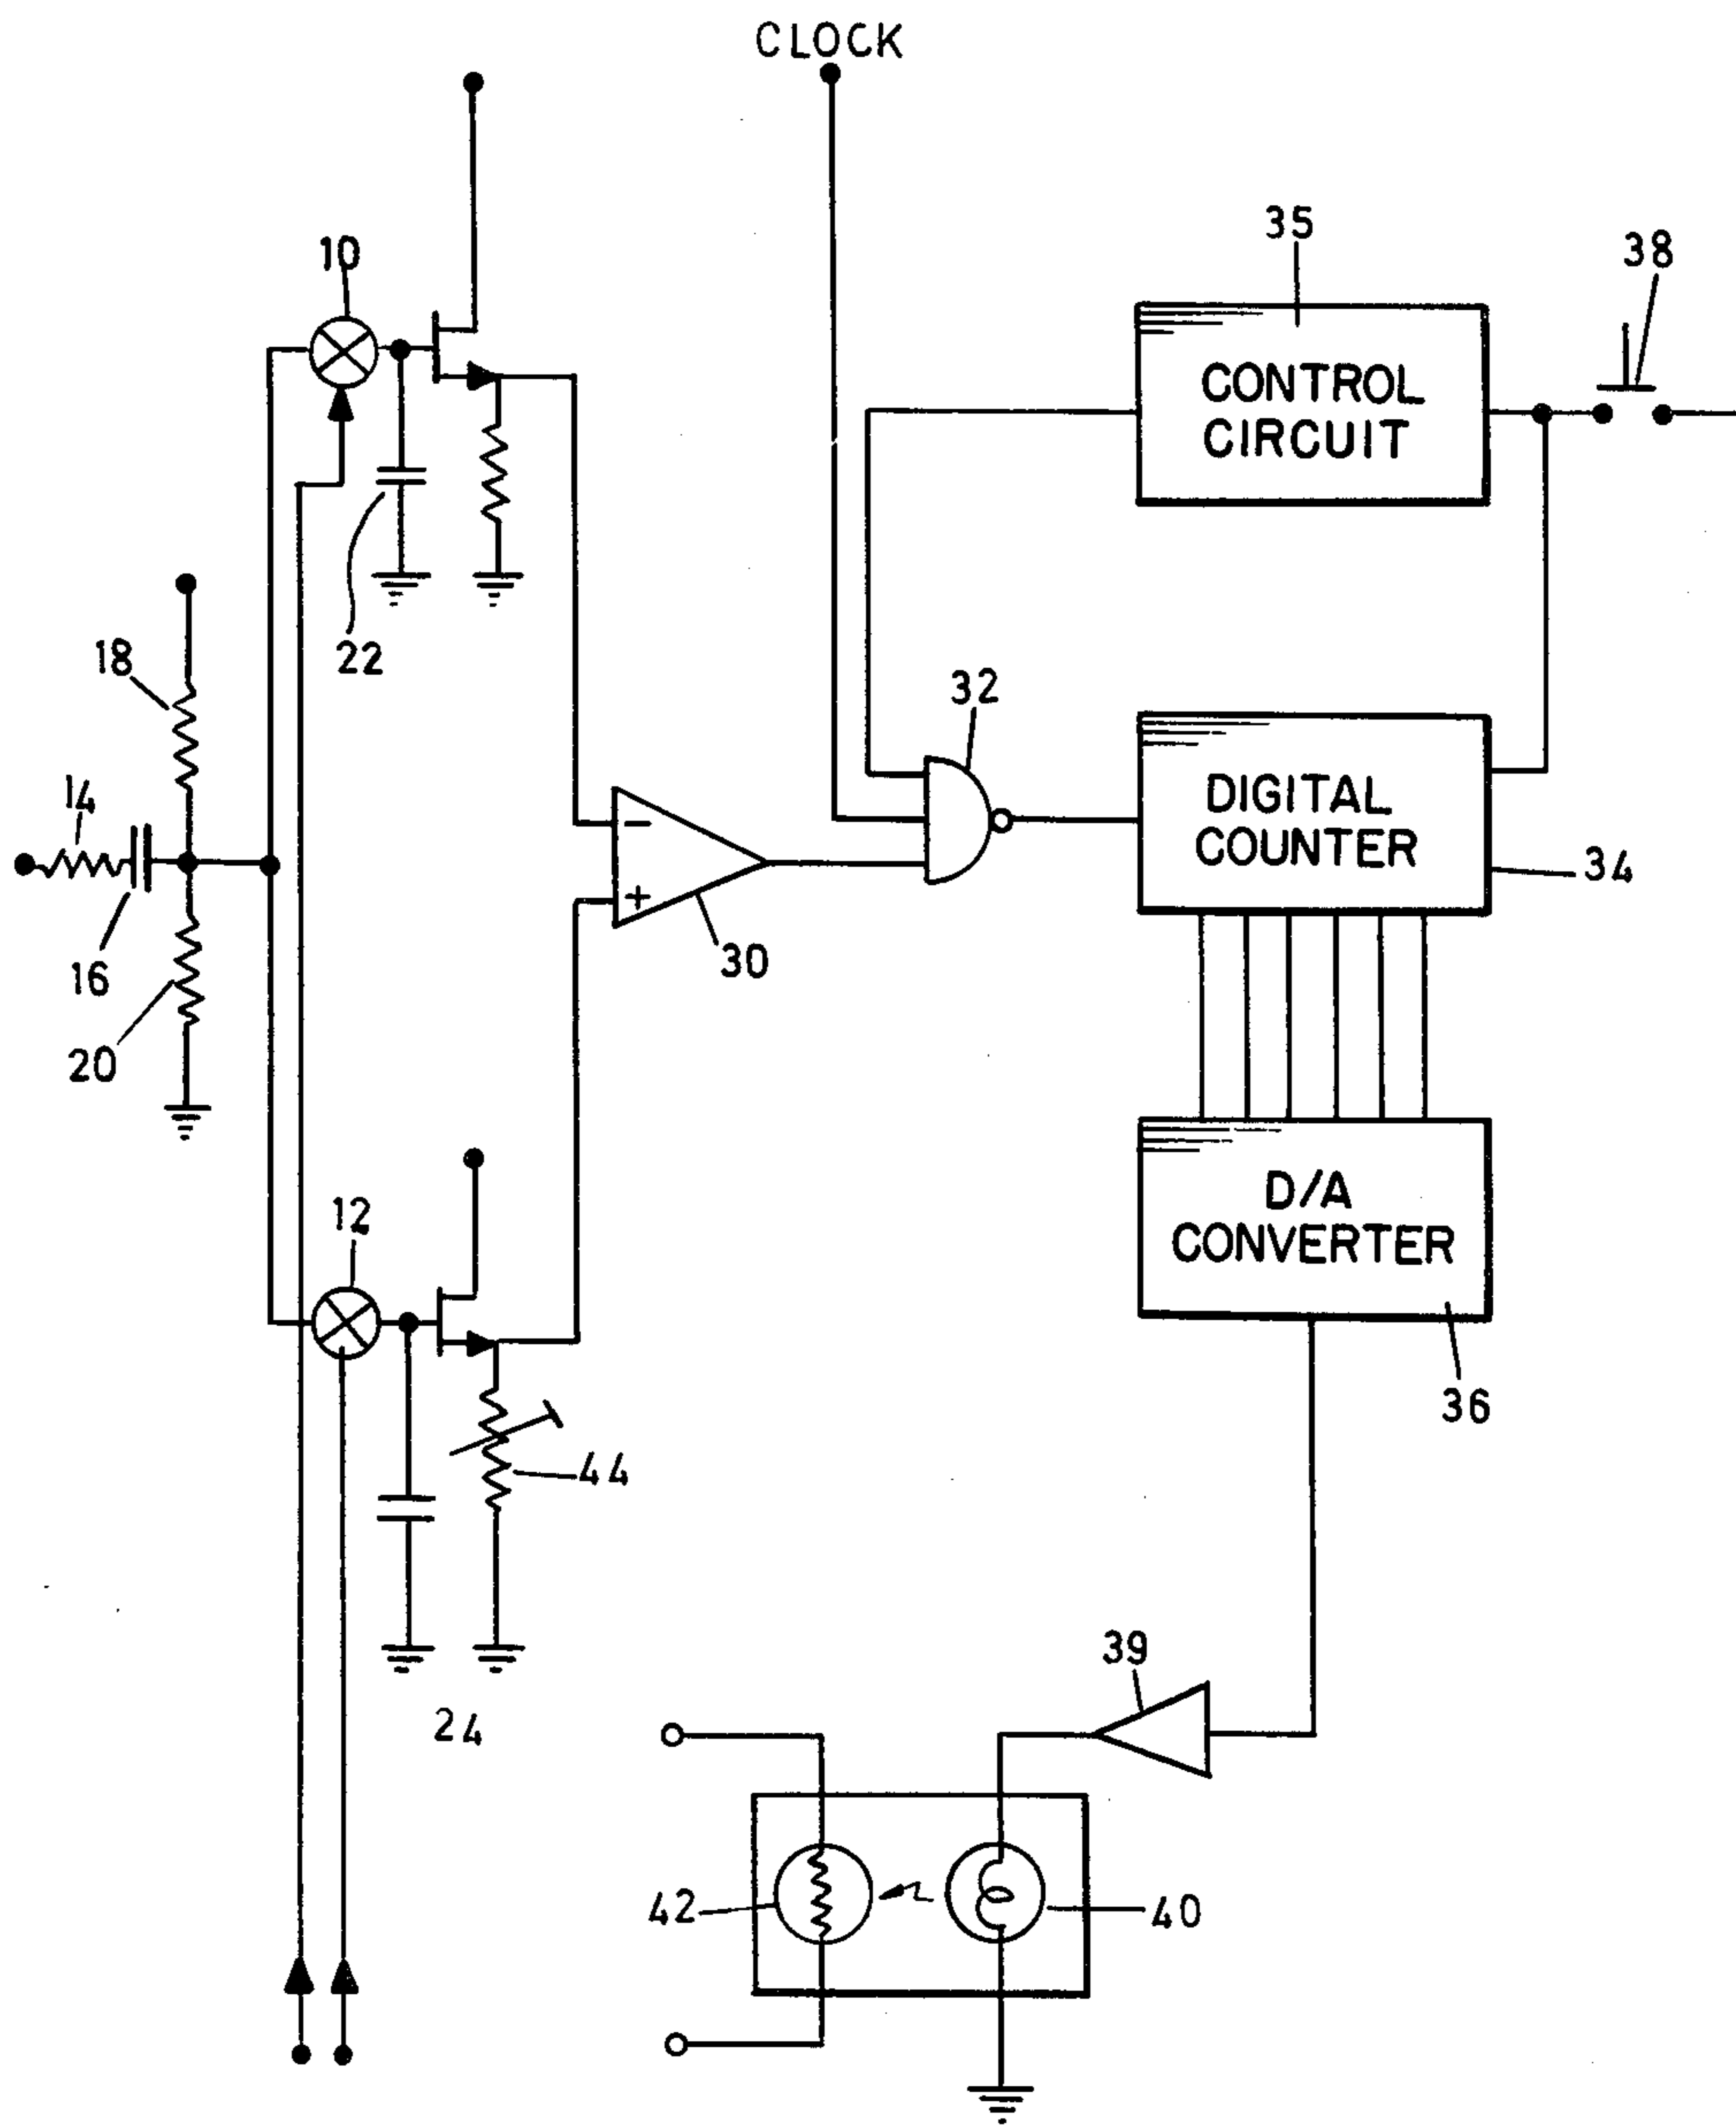 CLOCK
35
38
10
CONTROL
CIRCUIT
18
22
32
14
DIGITAL
COUNTER
34
−
+
16
30
20
12
D/A
CONVERTER
36
44
39
24
42
40